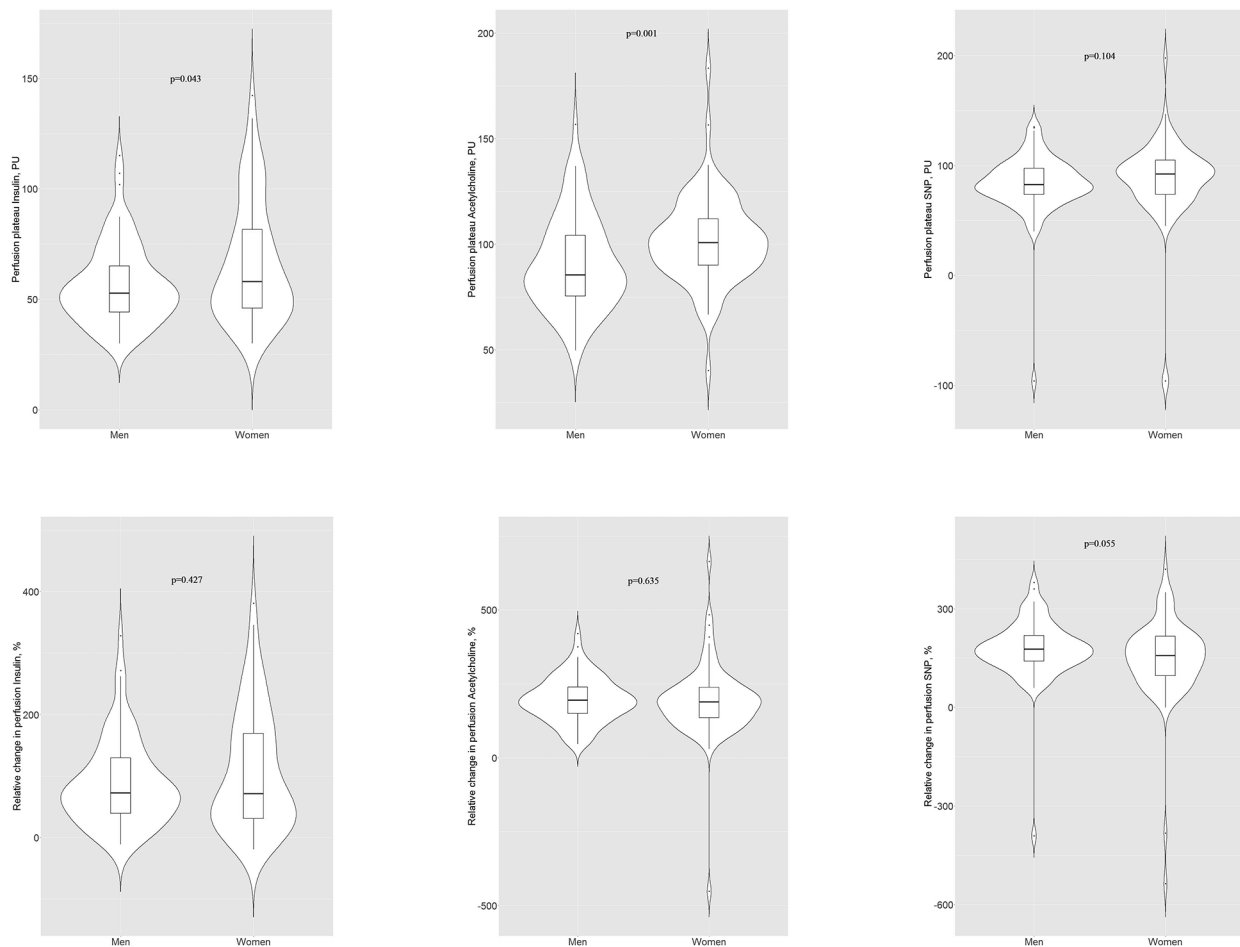 Perfusion plateau Insulin, PU
150
100
50
0
p=0.043
Men
Women
Perfusion plateau Acetylcholine, PU
200
150
100
50
p=0.001
Men
Women
Perfusion plateau SNP, PU
200
100
0
-100
p=0.104
Men
Women
Relative change in perfusion Insulin, %
400
200
0
p=0.427
Men
Women
Relative change in perfusion Acetylcholine, %
500
0
-500
p=0.635
Men
Women
Relative change in perfusion SNP, %
300
0
-300
-600
p=0.055
Men
Women